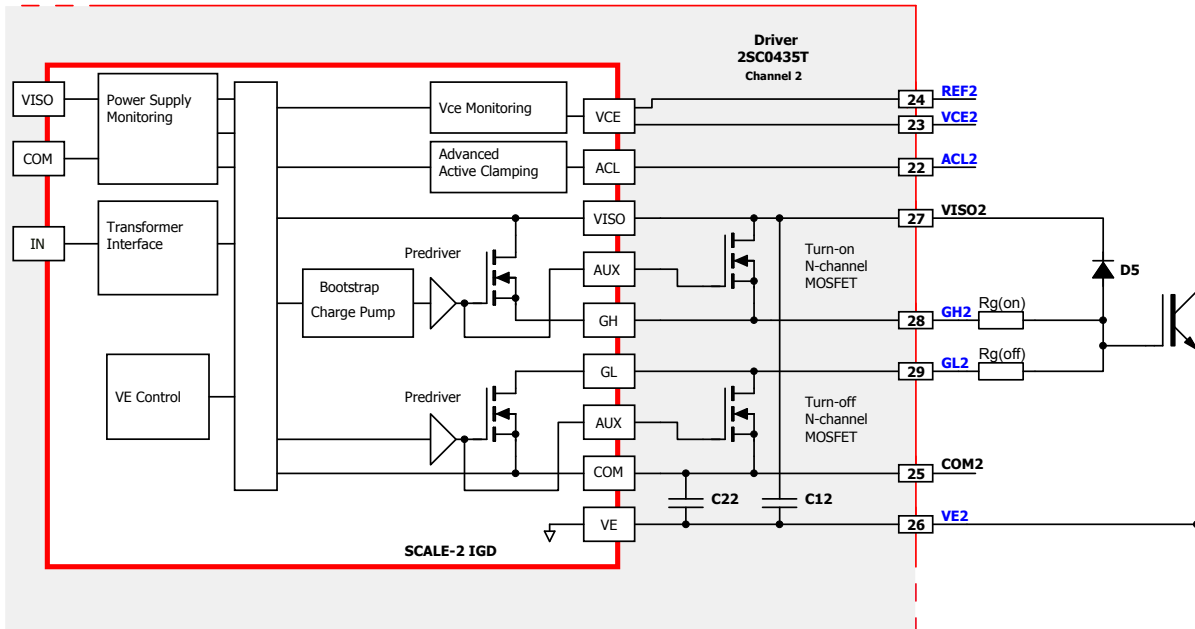 Driver
2SC0435T
Channel 2
VISO
Power Supply
Monitoring
Vce Monitoring
VCE
24
REF2
23
VCE2
COM
Advanced
Active Clamping
ACL
22
ACL2
IN
Transformer
Interface
VISO
27
VISO2
Predriver
Turn-on
N-channel
MOSFET
AUX
D5
Bootstrap
Charge Pump
GH
28
GH2
Rg(on)
GL
29
GL2
Rg(off)
VE Control
Predriver
AUX
Turn-off
N-channel
MOSFET
COM
25
COM2
C22
C12
VE
26
VE2
SCALE-2 IGD